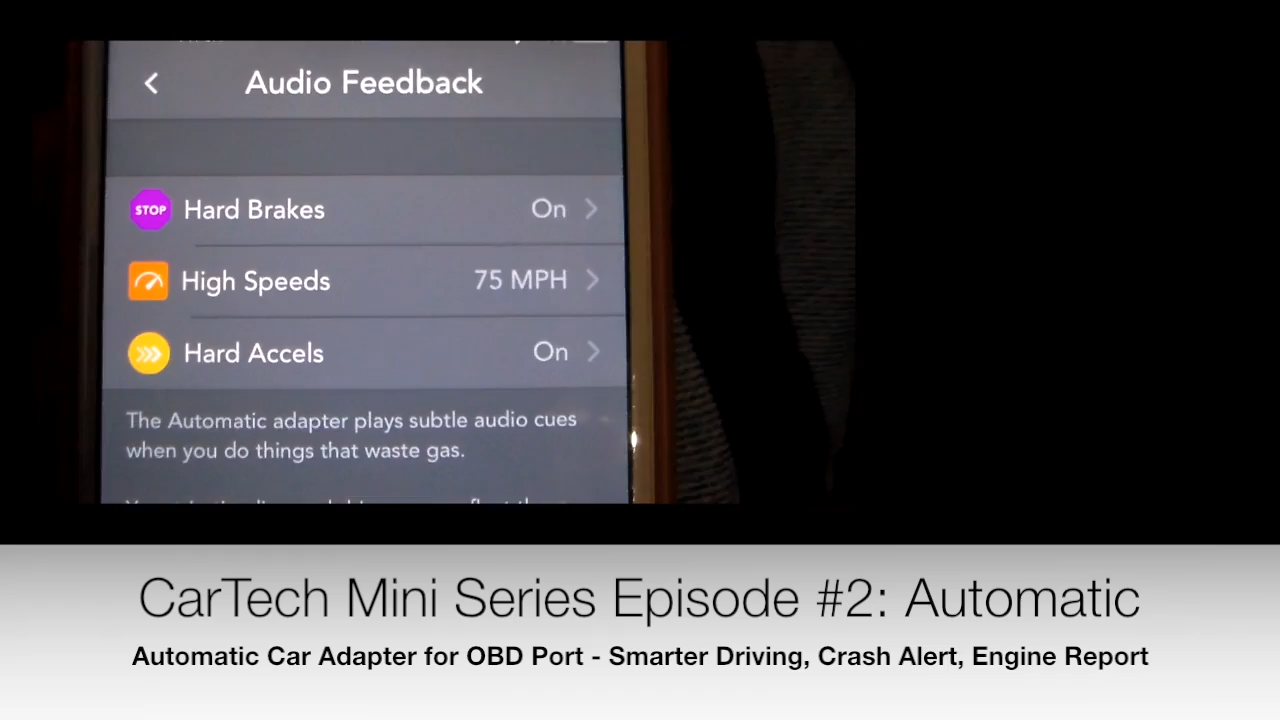 Audio Feedback
STOP Hard Brakes On
High Speeds 75 MPH
Hard Accels On
The Automatic adapter plays subtle audio cues
when you do things that waste gas.
CarTech Mini Series Episode #2: Automatic
Automatic Car Adapter for OBD Port - Smarter Driving, Crash Alert, Engine Report